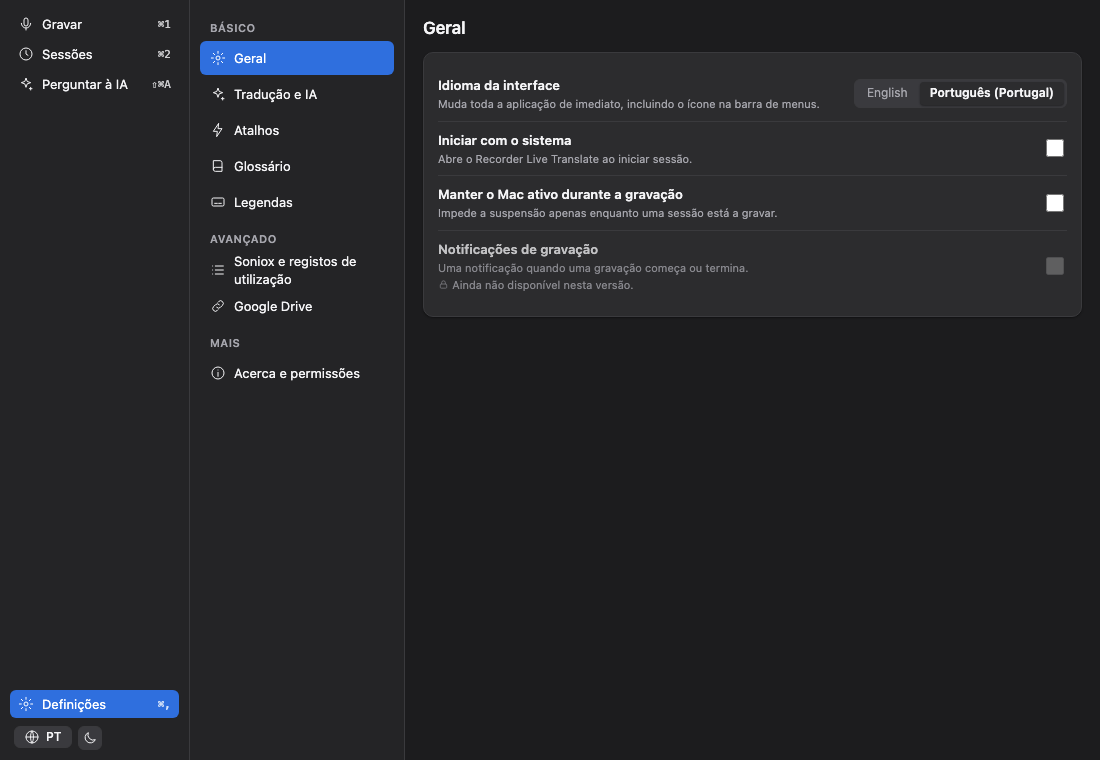 Gravar ⌘1
Sessões ⌘2
Perguntar à IA ⇧⌘A
Definições ⌘,
PT
BÁSICO
Geral
Tradução e IA
Atalhos
Glossário
Legendas
AVANÇADO
Soniox e registos de
utilização
Google Drive
MAIS
Acerca e permissões
Geral
Idioma da interface
Muda toda a aplicação de imediato, incluindo o ícone na barra de menus.
English Português (Portugal)
Iniciar com o sistema
Abre o Recorder Live Translate ao iniciar sessão.
Manter o Mac ativo durante a gravação
Impede a suspensão apenas enquanto uma sessão está a gravar.
Notificações de gravação
Uma notificação quando uma gravação começa ou termina.
Ainda não disponível nesta versão.